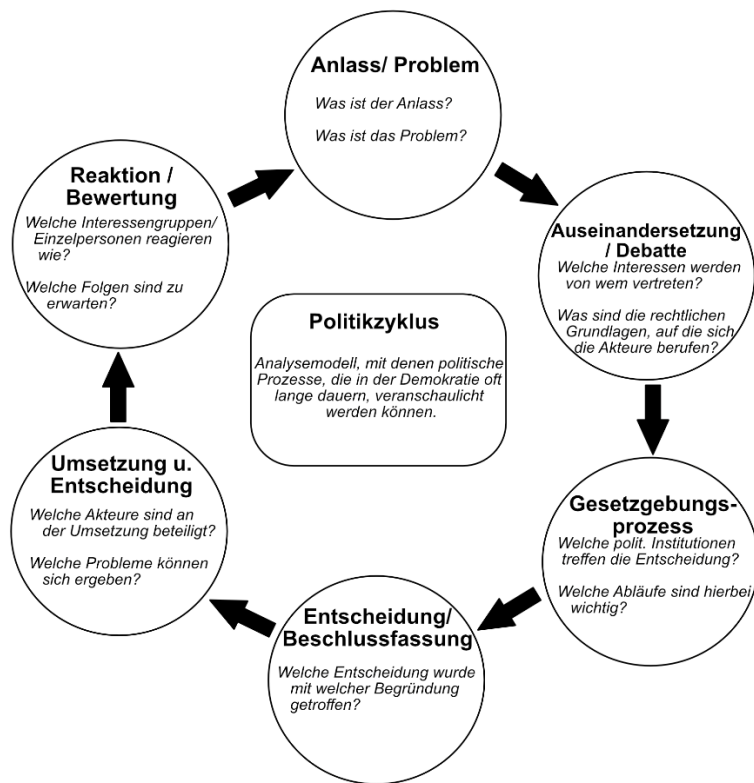 Anlass/ Problem
Was ist der Anlass?
Was ist das Problem?
Auseinandersetzung
/ Debatte
Welche Interessen werden
von wem vertreten?
Was sind die rechtlichen
Grundlagen, auf die sich
die Akteure berufen?
Gesetzgebungs-
prozess
Welche polit. Institutionen
treffen die Entscheidung?
Welche Abläufe sind hierbei
wichtig?
Entscheidung/
Beschlussfassung
Welche Entscheidung wurde
mit welcher Begründung
getroffen?
Umsetzung u.
Entscheidung
Welche Akteure sind an
der Umsetzung beteiligt?
Welche Probleme können
sich ergeben?
Reaktion /
Bewertung
Welche Interessengruppen/
Einzelpersonen reagieren
wie?
Welche Folgen sind zu
erwarten?
Politikzyklus
Analysemodell, mit denen politische
Prozesse, die in der Demokratie oft
lange dauern, veranschaulicht
werden können.